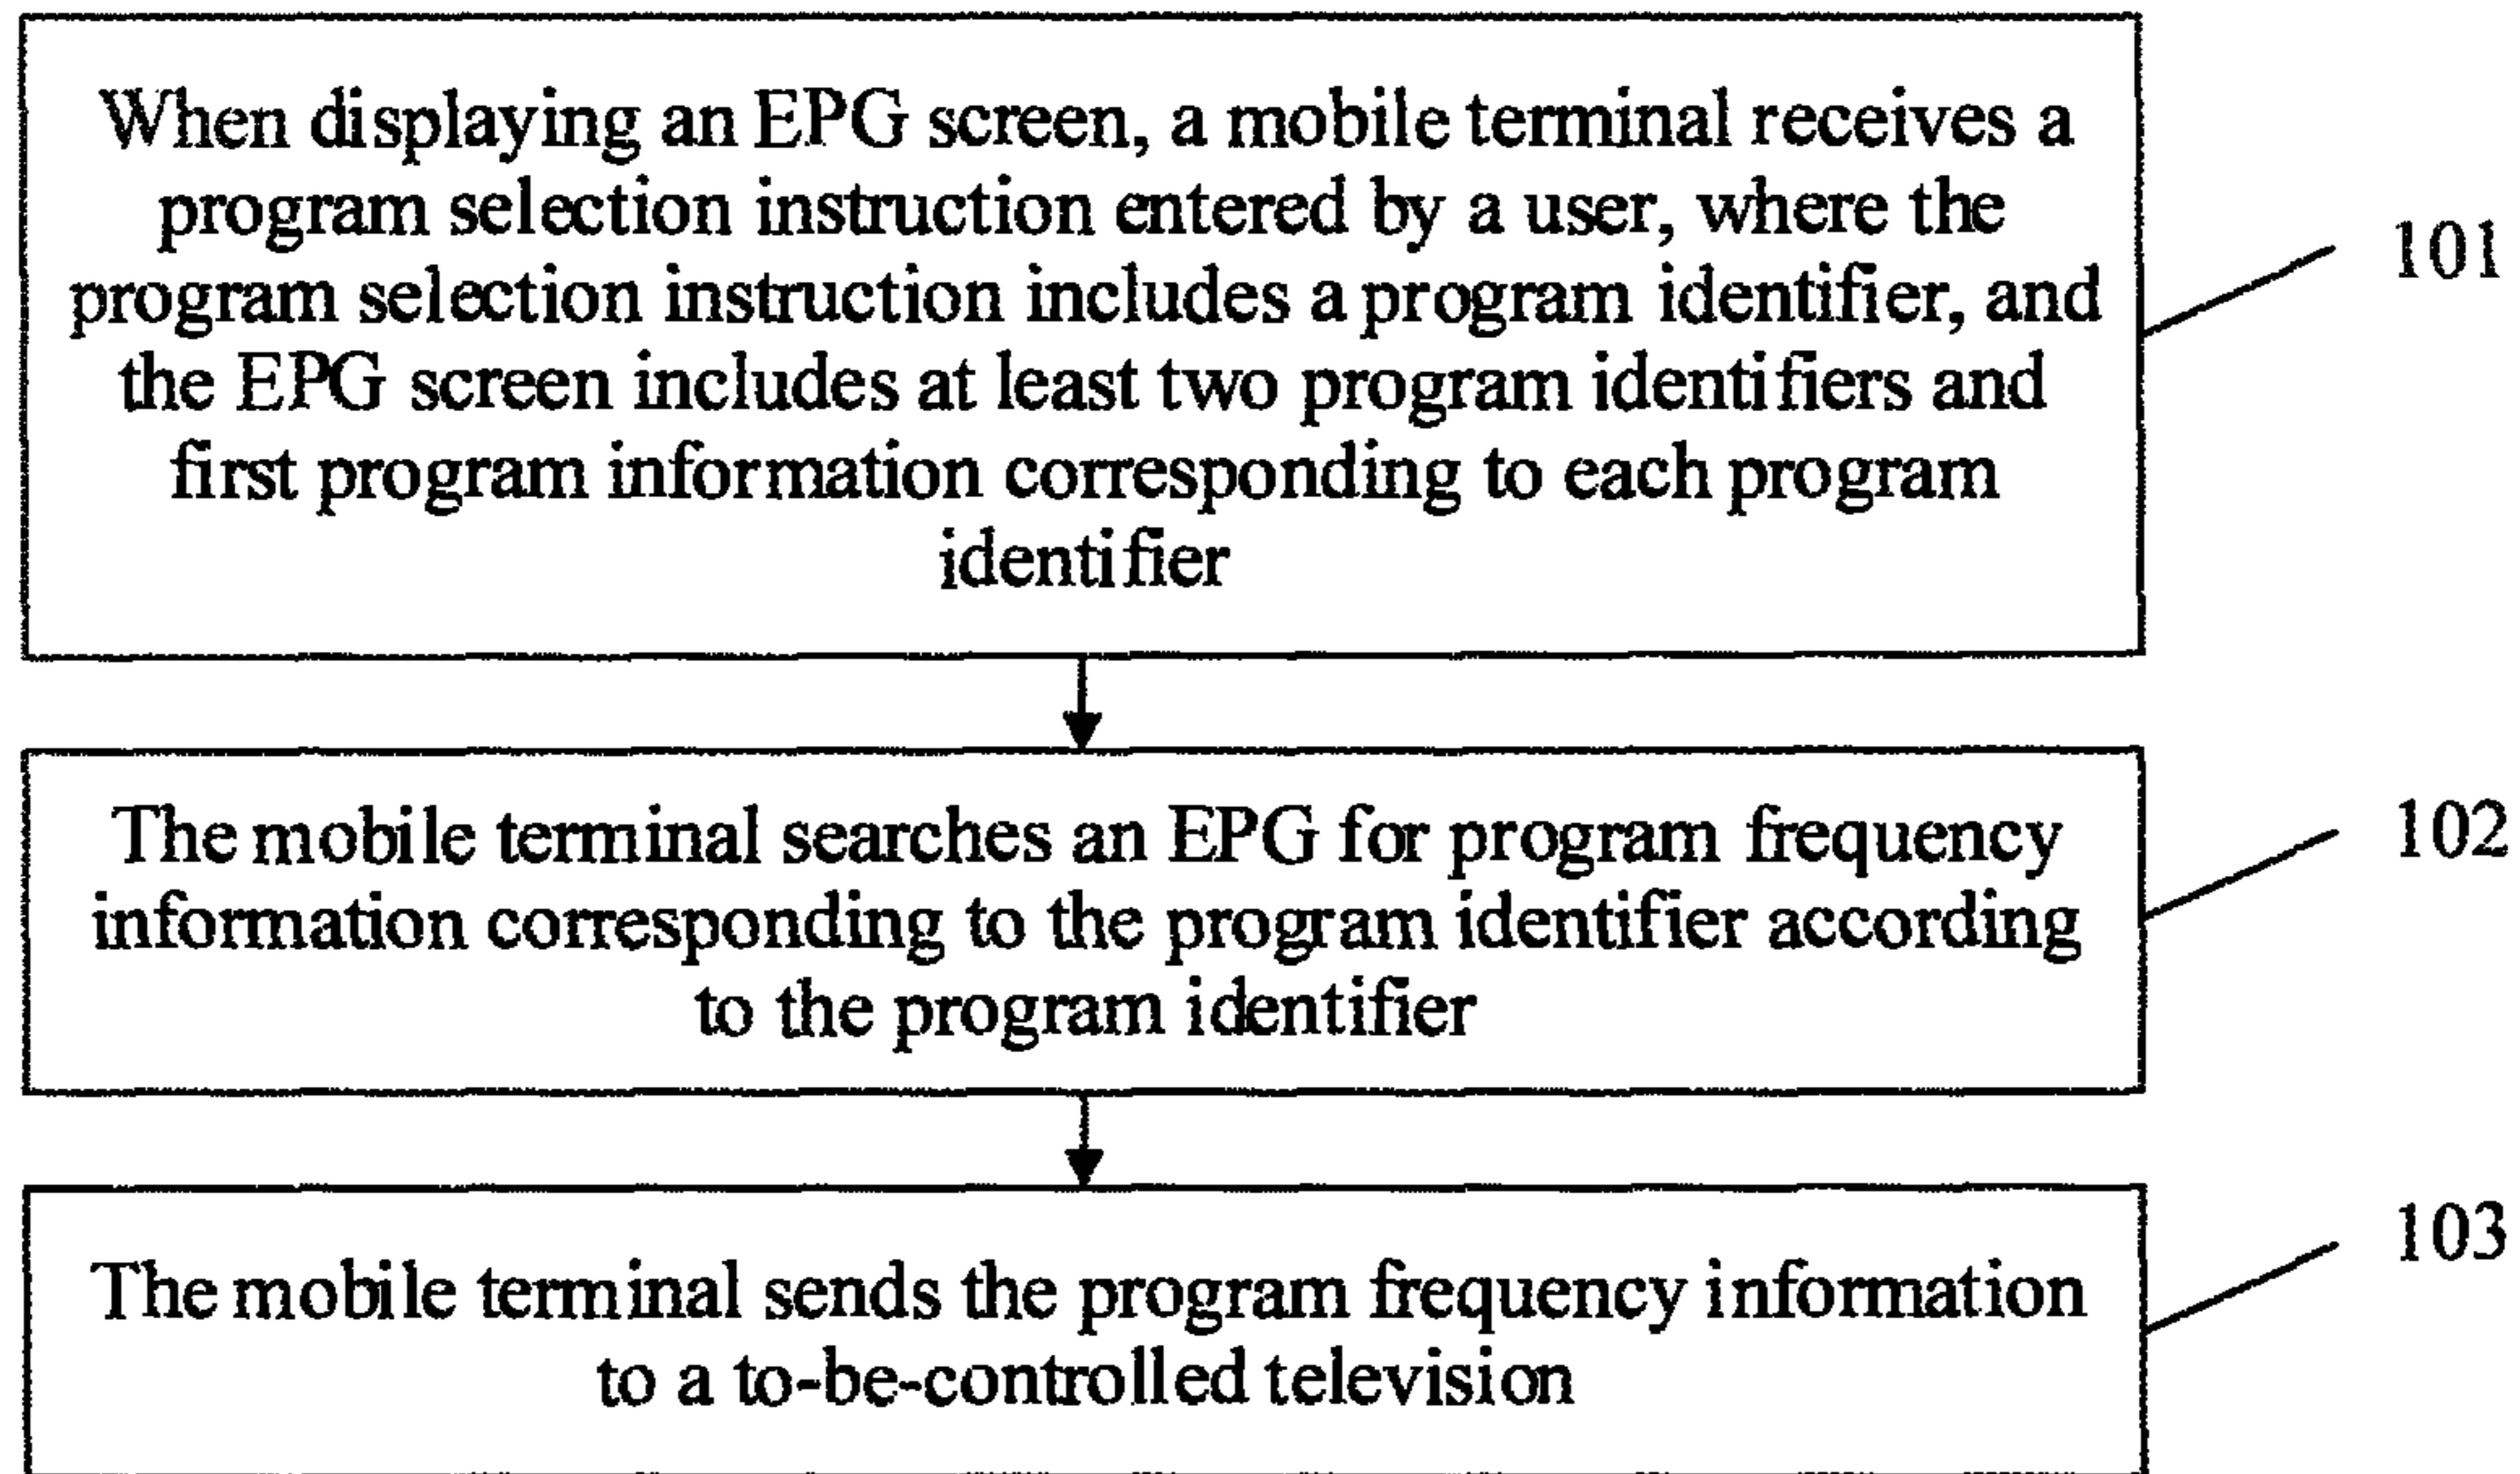 When displaying an EPG screen, a mobile terminal receives a
program selection instruction entered by a user, where the
program selection instruction includes a program identifier, and
the EPG screen includes at least two program identifiers and
first program information corresponding to each program
identifier
101
The mobile terminal searches an EPG for program frequency
information corresponding to the program identifier according
to the program identifier
102
The mobile terminal sends the program frequency information
to a to-be-controlled television
103